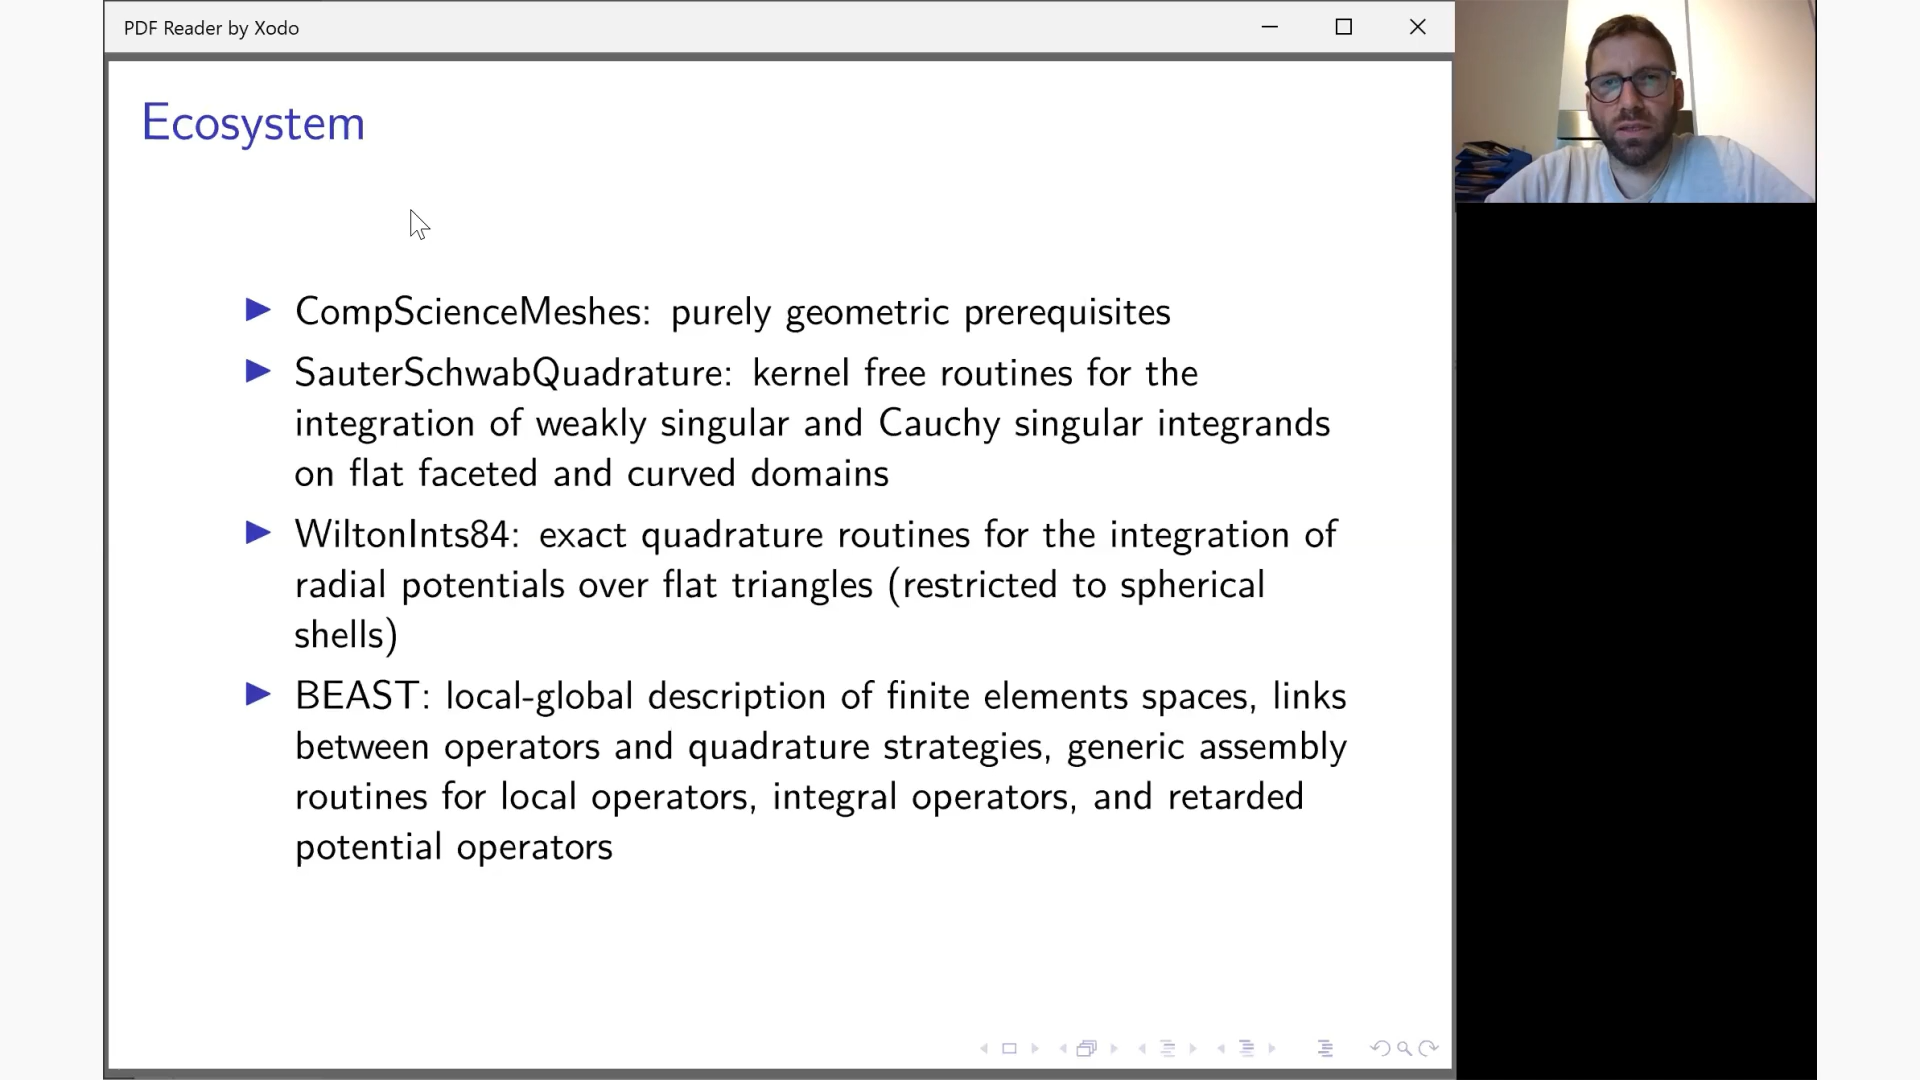 PDF Reader by Xodo
Ecosystem
CompScienceMeshes: purely geometric prerequisites
SauterSchwabQuadrature: kernel free routines for the
integration of weakly singular and Cauchy singular integrands
on flat faceted and curved domains
WiltonInts84: exact quadrature routines for the integration of
radial potentials over flat triangles (restricted to spherical
shells)
BEAST: local-global description of finite elements spaces, links
between operators and quadrature strategies, generic assembly
routines for local operators, integral operators, and retarded
potential operators